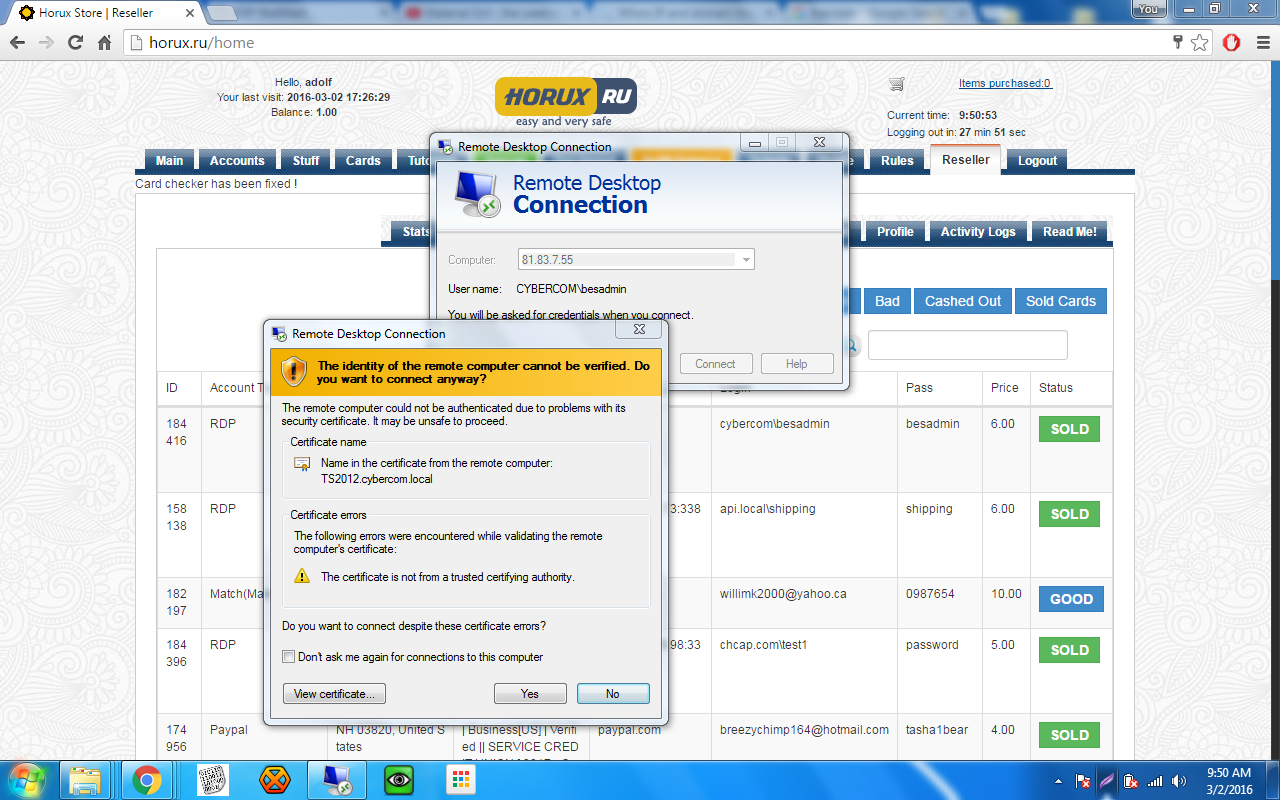 Horux Store | Reseller
You
horux.ru/home
Hello, adolf
Your last visit: 2016-03-02 17:26:29
Balance: 1.00
HORUX RU
easy and very safe
Items purchased:0
Current time: 9:50:53
Logging out in: 27 min 51 sec
Main Accounts Stuff Cards Rules Reseller Logout
Card checker has been fixed !
Stats Profile Activity Logs Read Me!
Bad Cashed Out Sold Cards
Remote Desktop Connection
Remote Desktop
Connection
Computer: 81.83.7.55
User name: CYBERCOM\besadmin
You will be asked for credentials when you connect.
Connect Help
Remote Desktop Connection
The identity of the remote computer cannot be verified. Do
you want to connect anyway?
The remote computer could not be authenticated due to problems with its
security certificate. It may be unsafe to proceed.
Certificate name
Name in the certificate from the remote computer:
TS2012.cybercom.local
Certificate errors
The following errors were encountered while validating the remote
computer's certificate:
The certificate is not from a trusted certifying authority.
Do you want to connect despite these certificate errors?
Don't ask me again for connections to this computer
View certificate... Yes No
ID Account T Pass Price Status
184 RDP cybercom\besadmin besadmin 6.00 SOLD
416
158 RDP 3:338 api.local\shipping shipping 6.00 SOLD
138
182 Match(Ma willimk2000@yahoo.ca 0987654 10.00 GOOD
197
184 RDP 98:33 chcap.com\test1 password 5.00 SOLD
396
174 Paypal NH 03820, United S | Business[US] | Verifi paypal.com breezychimp164@hotmail.com tasha1bear 4.00 SOLD
956 tates ed || SERVICE CRED
9:50 AM
3/2/2016